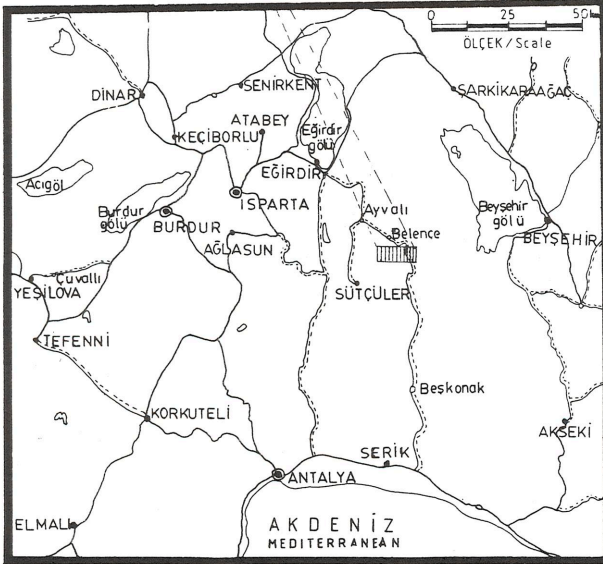 0 25 50
ÖLÇEK/Scale
SENİRKENT
DİNAR
ŞARKİKARAAĞAÇ
ATABEY
KEÇİBORLU
Eğirdir
gölü
EĞİRDİR
Acıgöl
ISPARTA
Burdur
gölü
BURDUR
Ayvalı
Beyşehir
gölü
BEYŞEHİR
AĞLASUN
Belence
Çuvallı
YEŞİLOVA
SÜTÇÜLER
TEFENNİ
Beşkonak
KORKUTELİ
AKSEKİ
SERİK
ANTALYA
ELMALI
AKDENİZ
MEDITERRANEAN